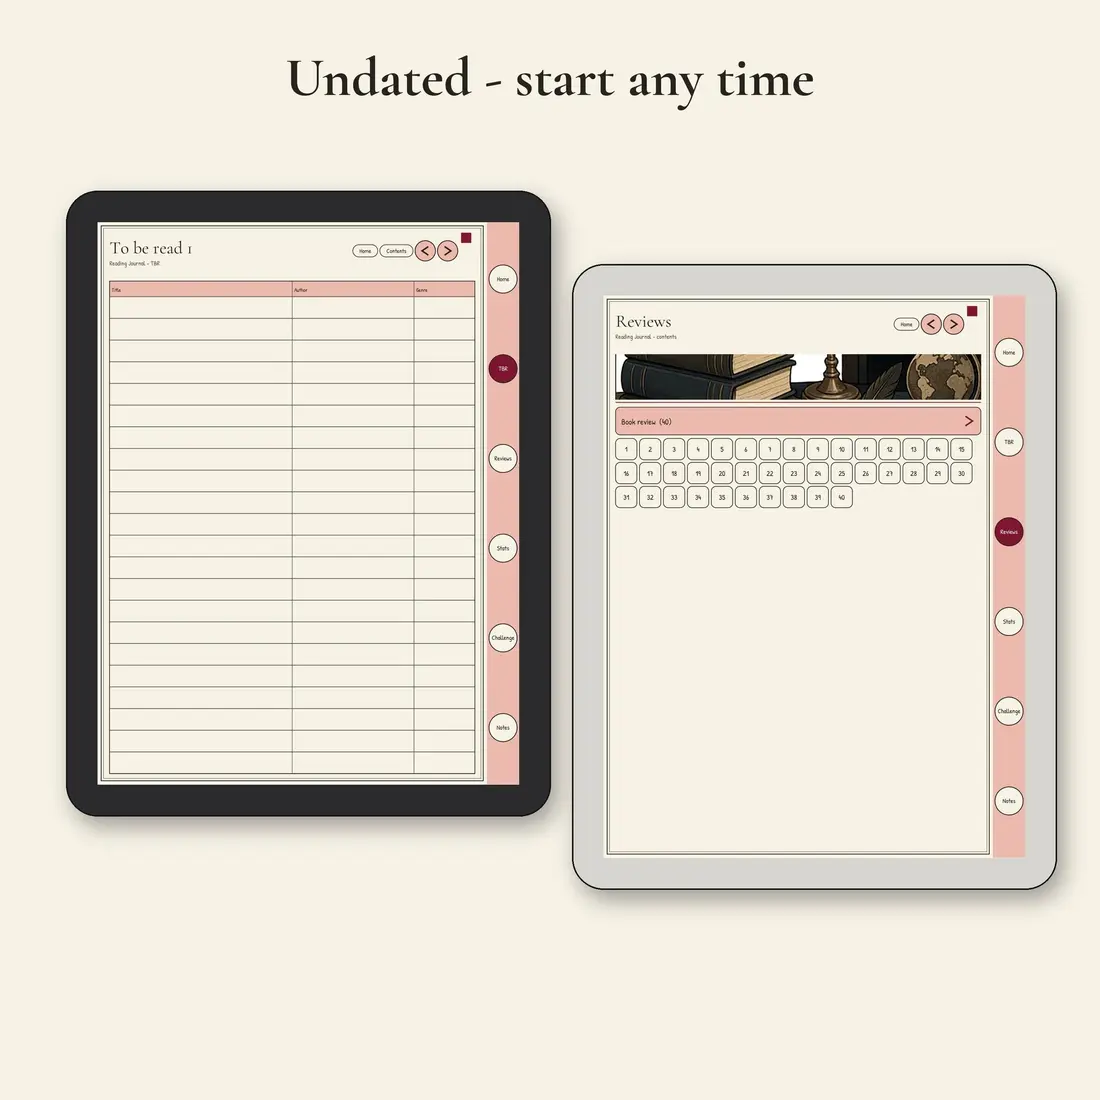 Undated - start any time
To be read 1
Reading Journal - TBR
Home
Contents
<
>
Title
Author
Genre
Home
TBR
Reviews
Stats
Challenge
Notes
Reviews
Reading Journal - contents
Home
<
>
Book review (40)
>
1 2 3 4 5 6 7 8 9 10 11 12 13 14 15
16 17 18 19 20 21 22 23 24 25 26 27 28 29 30
31 32 33 34 35 36 37 38 39 40
Home
TBR
Reviews
Stats
Challenge
Notes